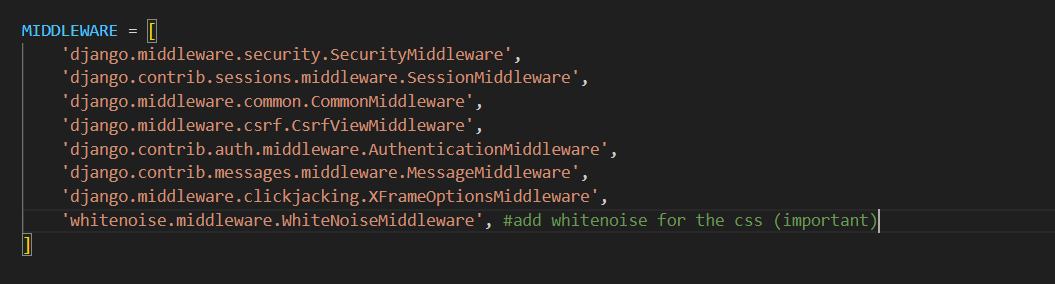 MIDDLEWARE = [
    'django.middleware.security.SecurityMiddleware',
    'django.contrib.sessions.middleware.SessionMiddleware',
    'django.middleware.common.CommonMiddleware',
    'django.middleware.csrf.CsrfViewMiddleware',
    'django.contrib.auth.middleware.AuthenticationMiddleware',
    'django.contrib.messages.middleware.MessageMiddleware',
    'django.middleware.clickjacking.XFrameOptionsMiddleware',
    'whitenoise.middleware.WhiteNoiseMiddleware', #add whitenoise for the css (important)
]